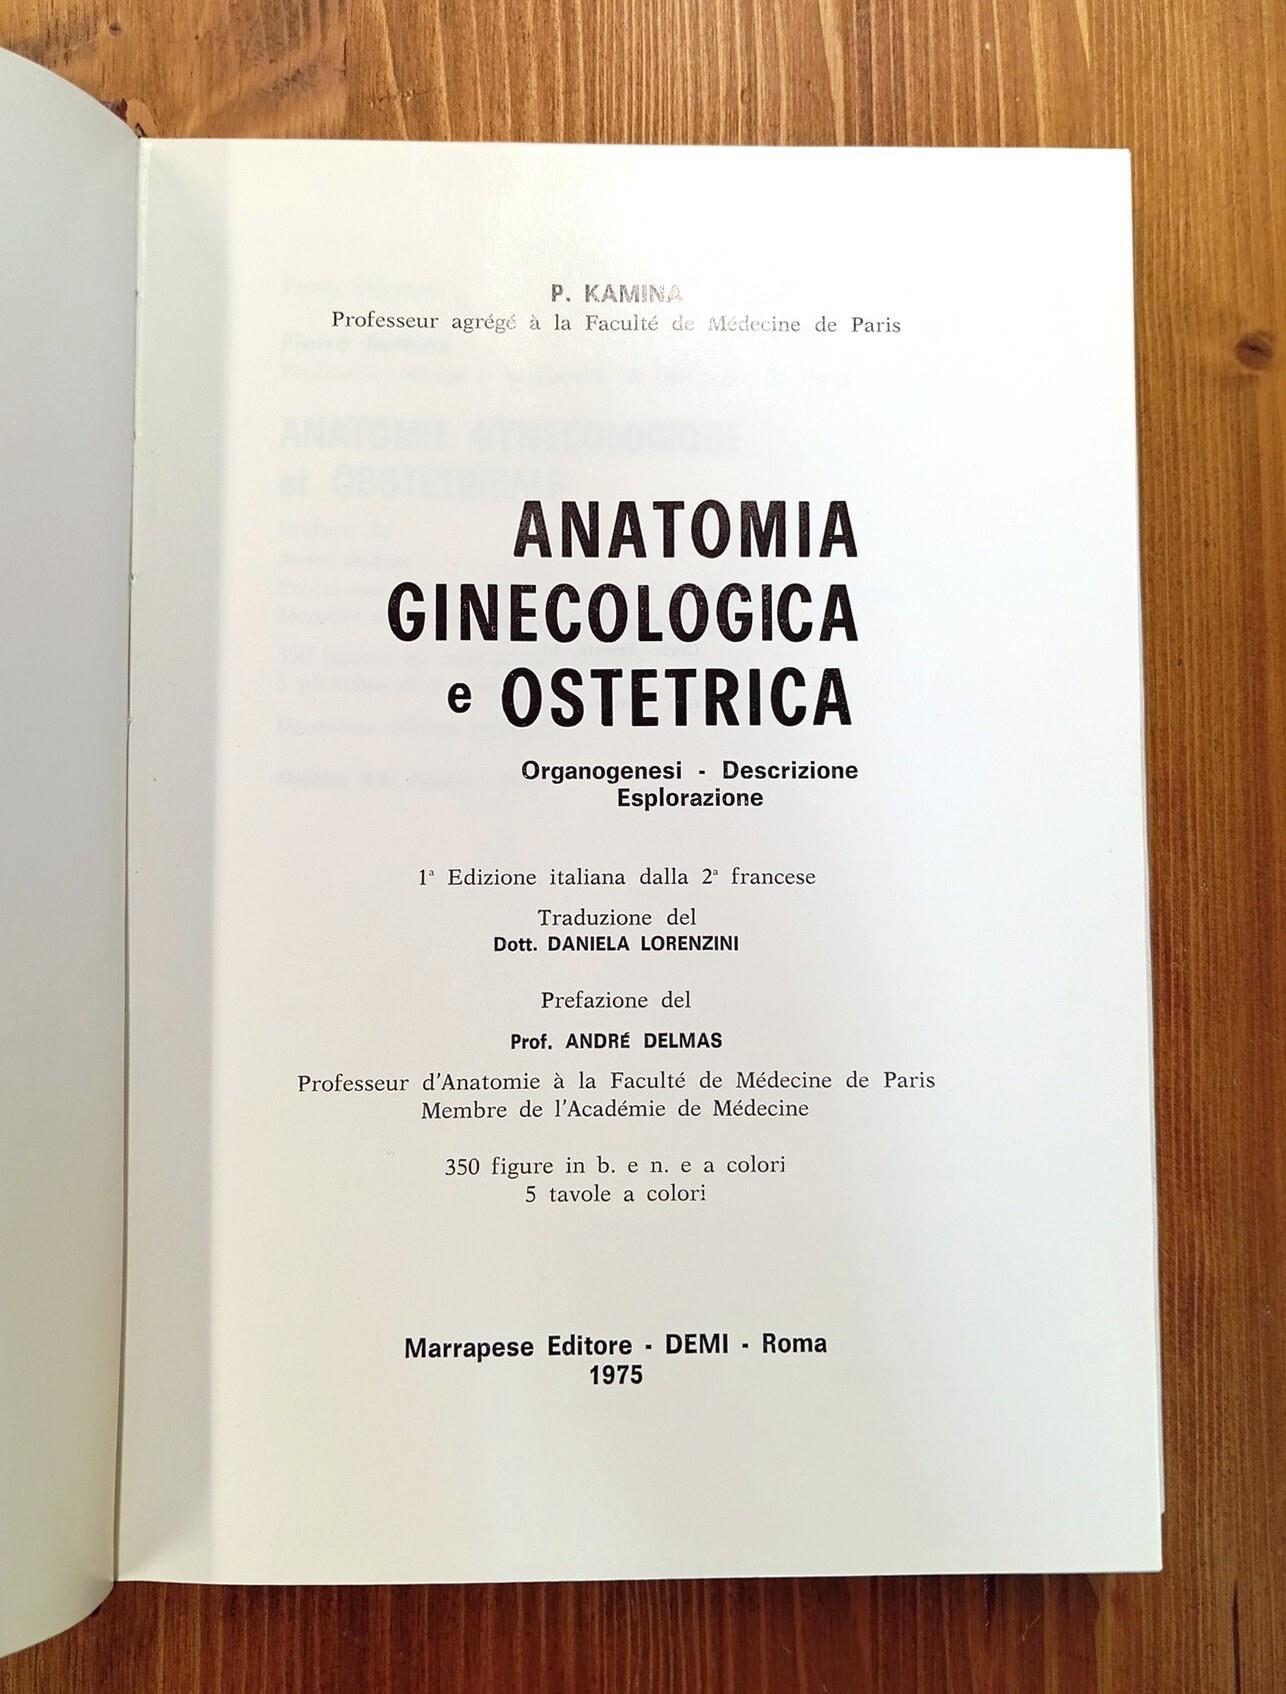 P. KAMINA
Professeur agrégé à la Faculté de Médecine de Paris
ANATOMIA
GINECOLOGICA
e OSTETRICA
Organogenesi - Descrizione
Esplorazione
1ª Edizione italiana dalla 2ª francese
Traduzione del
Dott. DANIELA LORENZINI
Prefazione del
Prof. ANDRÉ DELMAS
Professeur d'Anatomie à la Faculté de Médecine de Paris
Membre de l'Académie de Médecine
350 figure in b. e n. e a colori
5 tavole a colori
Marrapese Editore - DEMI - Roma
1975